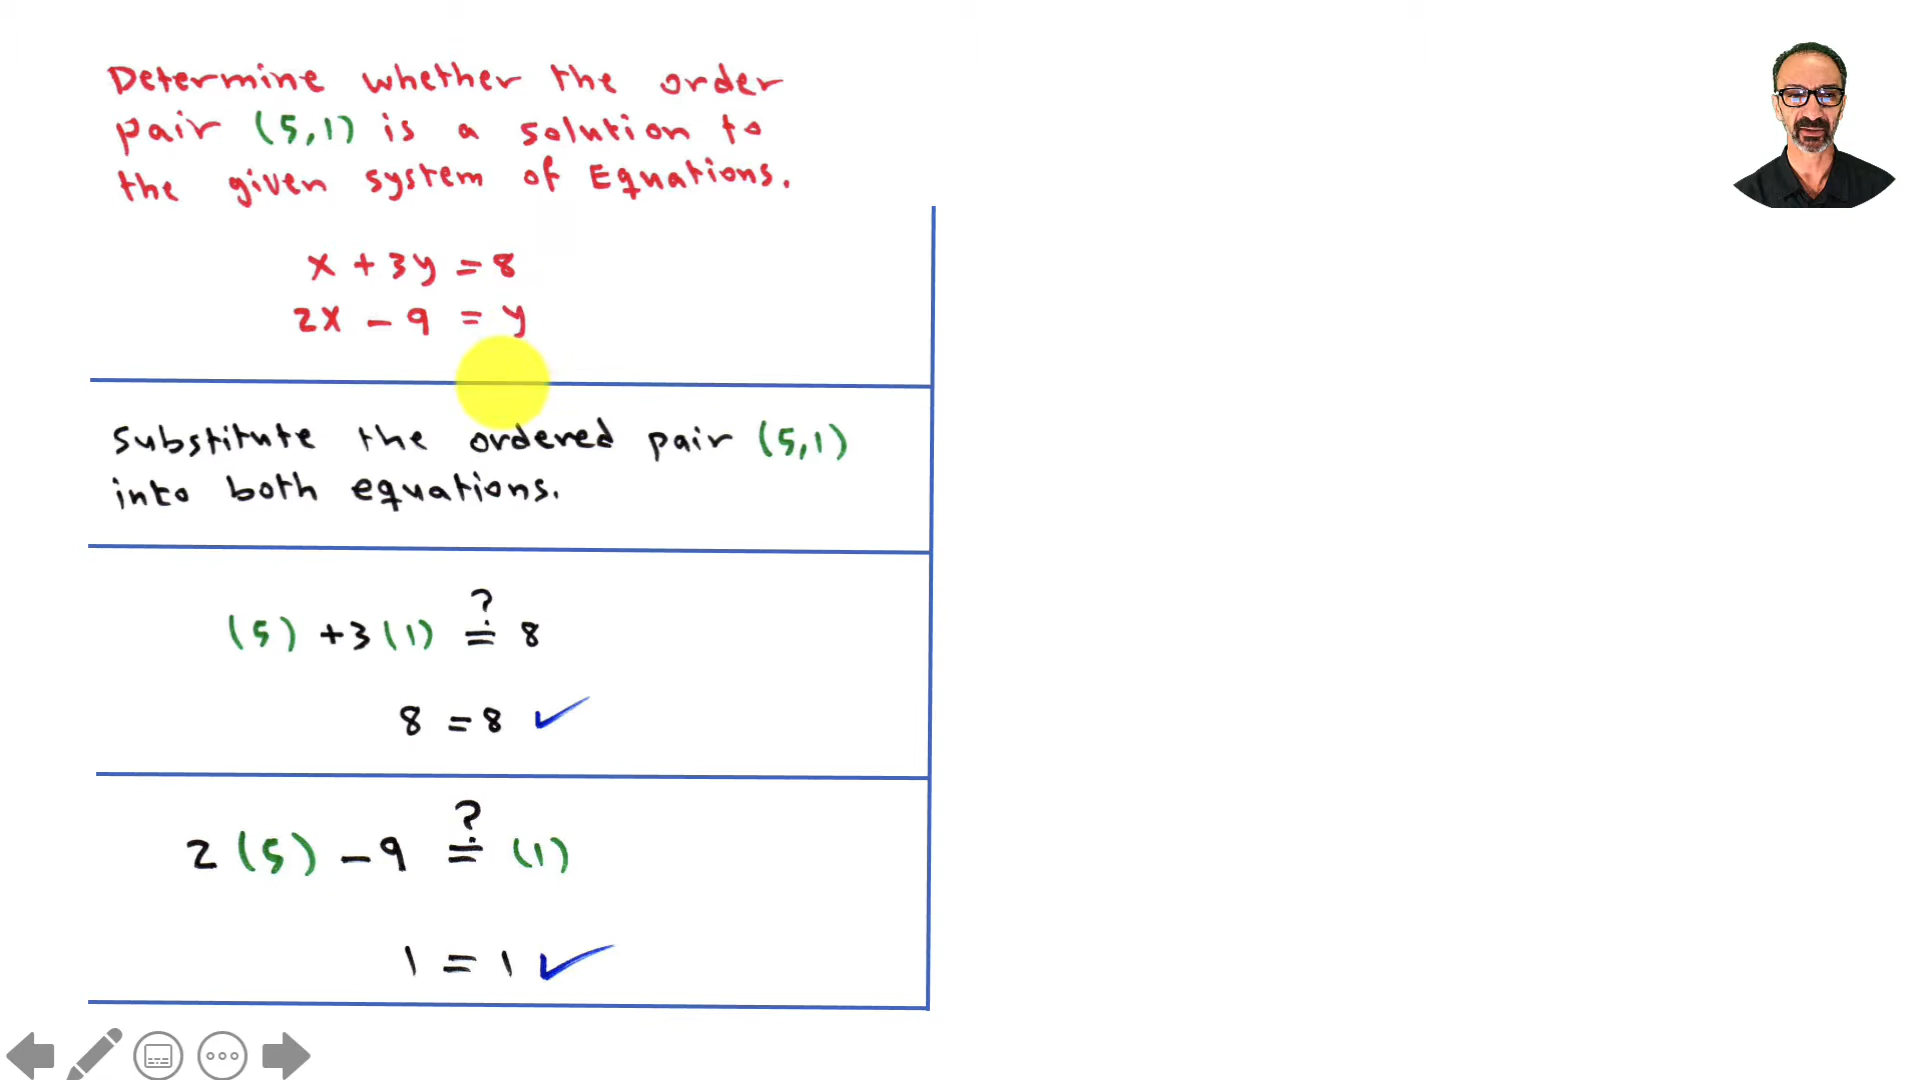 Determine whether the order
pair (5,1) is a solution to
the given system of Equations.
x + 3y = 8
2x - 9 = y
Substitute the ordered pair (5,1)
into both equations.
(5) + 3 (1) ≟ 8
8 = 8 ✓
2 (5) - 9 ≟ (1)
1 = 1 ✓